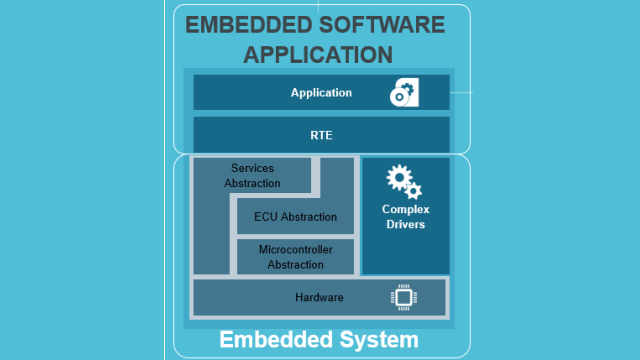 EMBEDDED SOFTWARE
APPLICATION
Application
RTE
Services
Abstraction
ECU Abstraction
Microcontroller
Abstraction
Complex
Drivers
Hardware
Embedded System